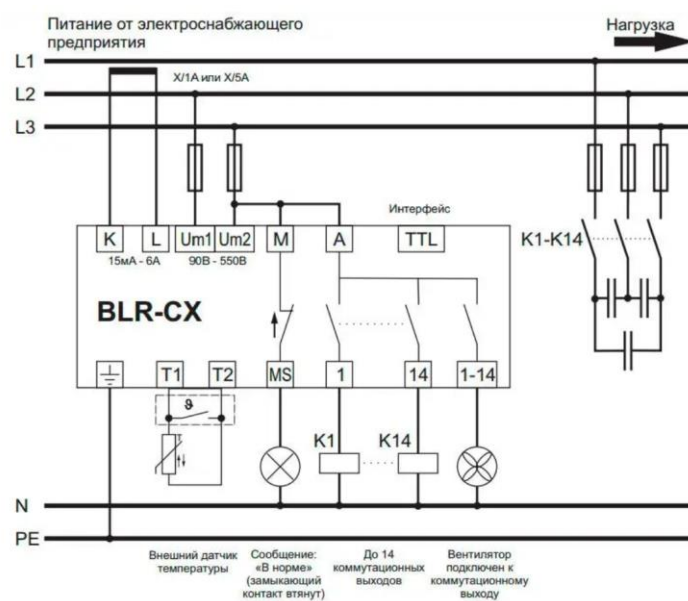 Питание от электроснабжающего
предприятия
Нагрузка
L1
X/1A или X/5A
L2
L3
Интерфейс
K
L
Um1
Um2
M
A
TTL
K1-K14
15мА - 6А
90В - 550В
BLR-CX
T1
T2
MS
1
14
1-14
ϑ
K1
K14
N
PE
Внешний датчик
температуры
Сообщение:
«В норме»
(замыкающий
контакт втянут)
До 14
коммутационных
выходов
Вентилятор
подключен к
коммутационному
выходу